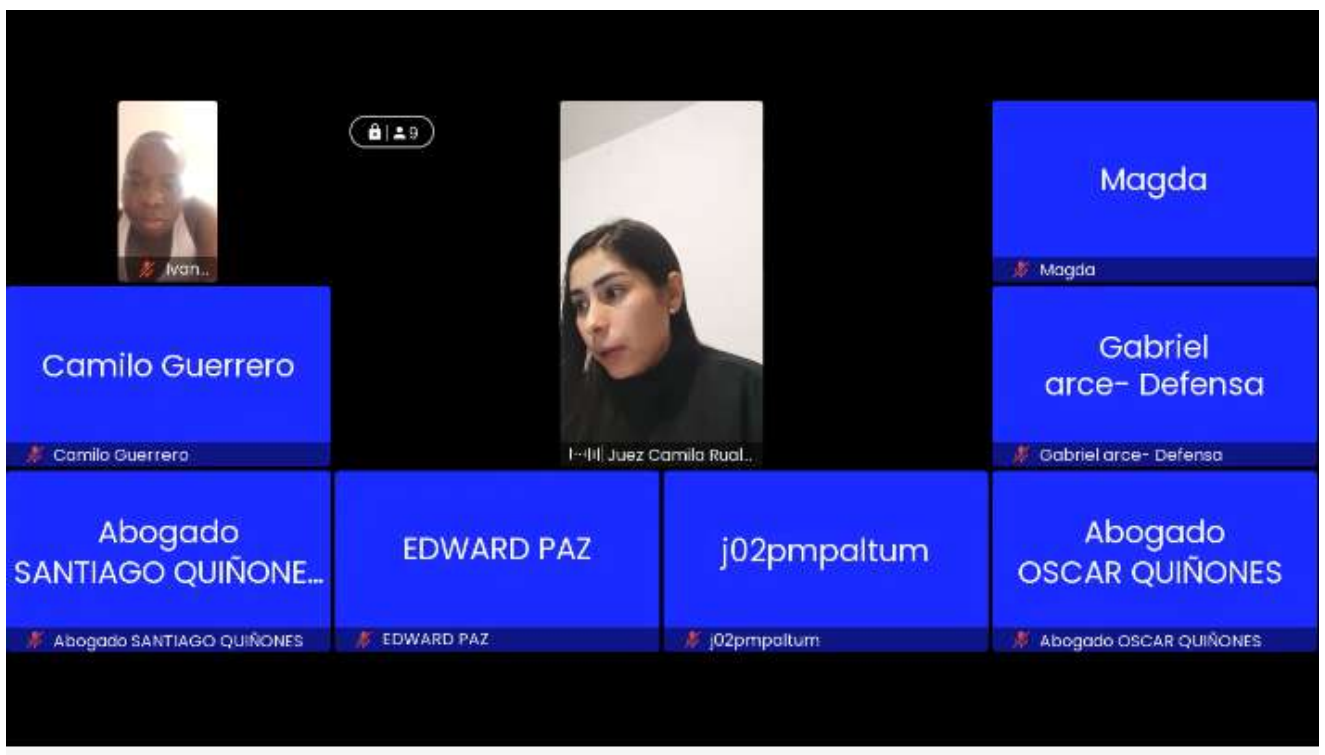 9
Ivan..
Juez Camila Rual..
Magda
Magda
Camilo Guerrero
Camilo Guerrero
Gabriel
arce- Defensa
Gabriel arce- Defensa
Abogado
SANTIAGO QUIÑONE...
Abogado SANTIAGO QUIÑONES
EDWARD PAZ
EDWARD PAZ
j02pmpaltum
j02pmpaltum
Abogado
OSCAR QUIÑONES
Abogado OSCAR QUIÑONES